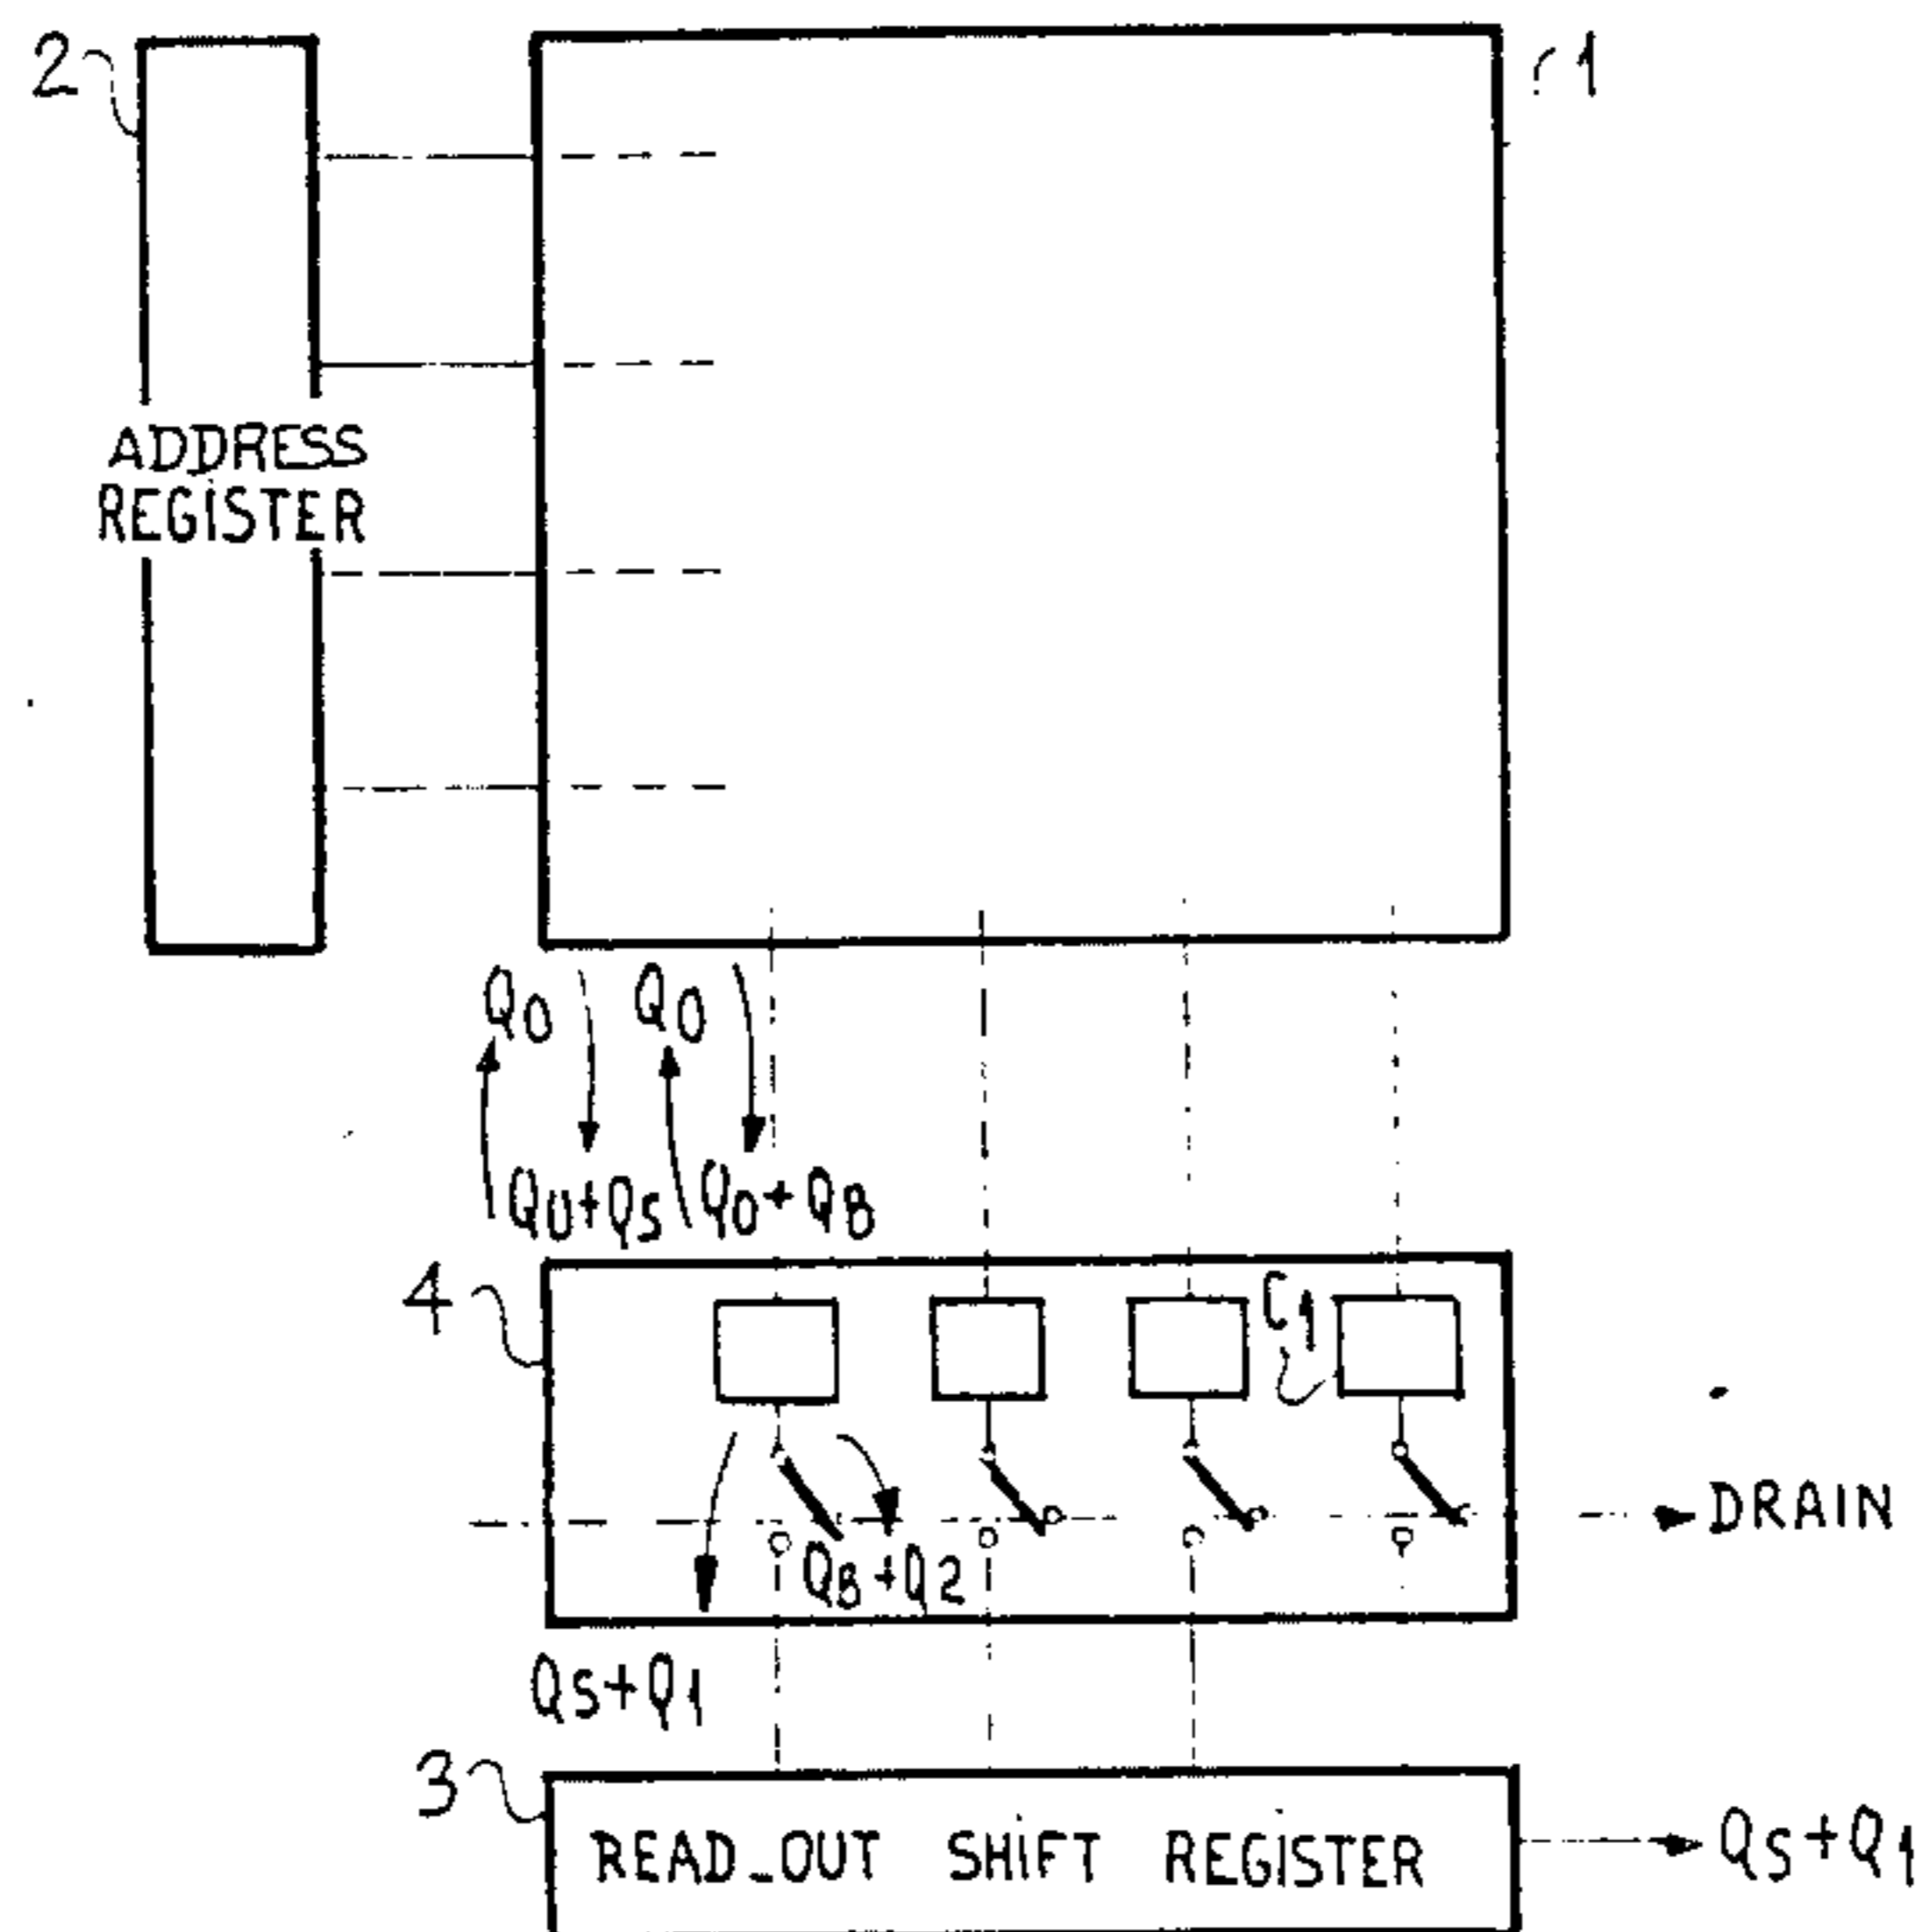 2
1
ADDRESS
REGiSTER
Q0 Q0
Q0+QS Q0+QB
4
C1
DRAIN
QB+Q2
QS+Q1
3
READ_OUT SHiFT REGiSTER
QS+Q1